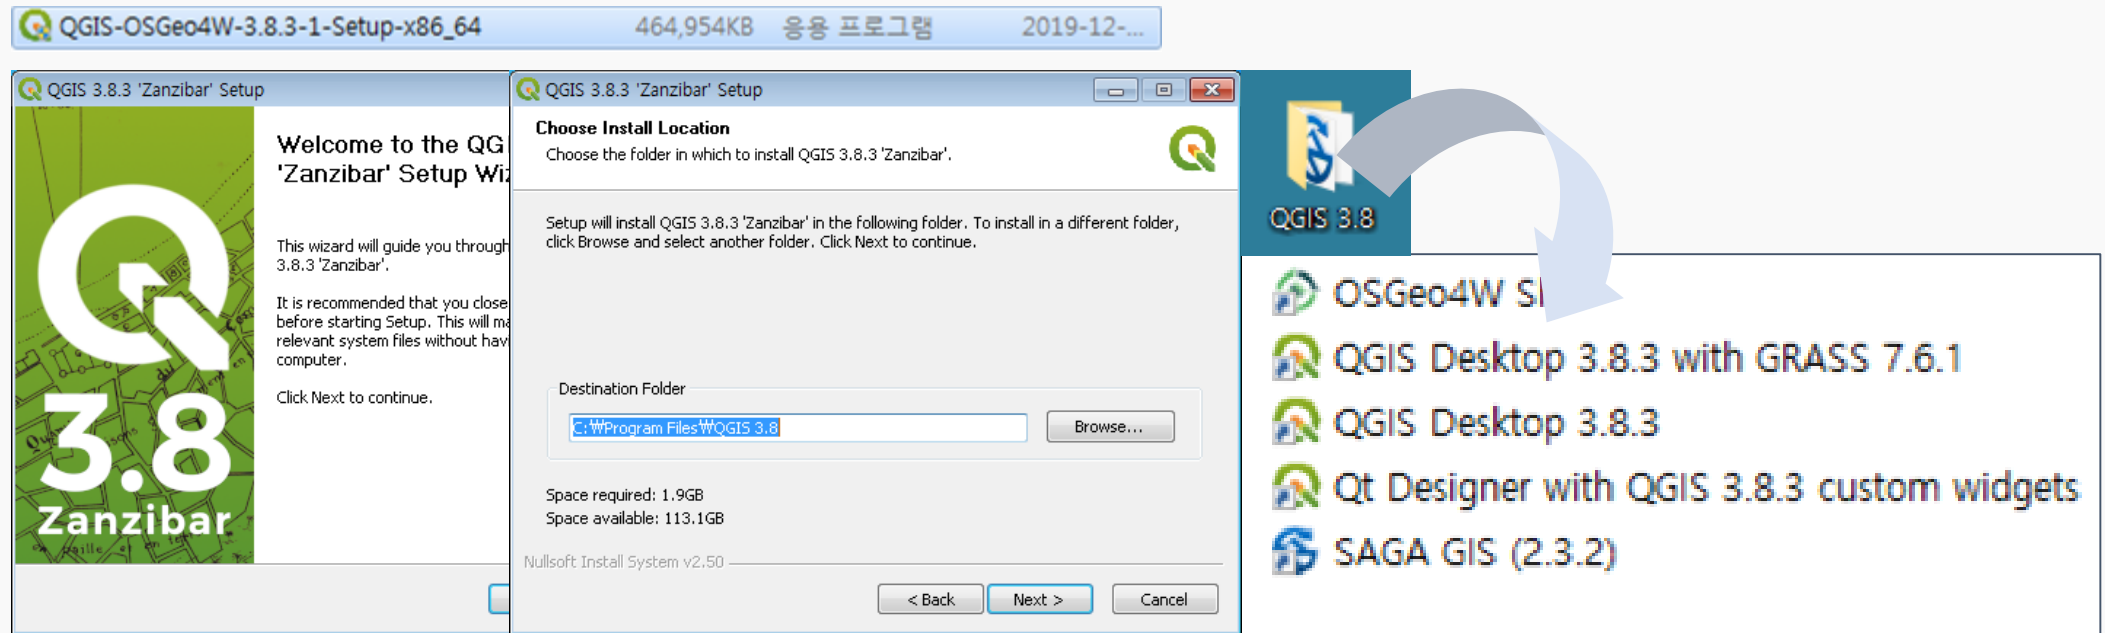 QGIS-OSGeo4W-3.8.3-1-Setup-x86_64 464,954KB 응용 프로그램 2019-12-...
QGIS 3.8.3 'Zanzibar' Setup
3.8
Zanzibar
Welcome to the QGI
'Zanzibar' Setup Wiz
This wizard will guide you through
3.8.3 'Zanzibar'.
It is recommended that you close
before starting Setup. This will ma
relevant system files without havi
computer.
Click Next to continue.
QGIS 3.8.3 'Zanzibar' Setup
Choose Install Location
Choose the folder in which to install QGIS 3.8.3 'Zanzibar'.
Setup will install QGIS 3.8.3 'Zanzibar' in the following folder. To install in a different folder,
click Browse and select another folder. Click Next to continue.
Destination Folder
C:₩Program Files₩QGIS 3.8
Browse...
Space required: 1.9GB
Space available: 113.1GB
Nullsoft Install System v2.50
< Back Next > Cancel
QGIS 3.8
OSGeo4W S
QGIS Desktop 3.8.3 with GRASS 7.6.1
QGIS Desktop 3.8.3
Qt Designer with QGIS 3.8.3 custom widgets
SAGA GIS (2.3.2)